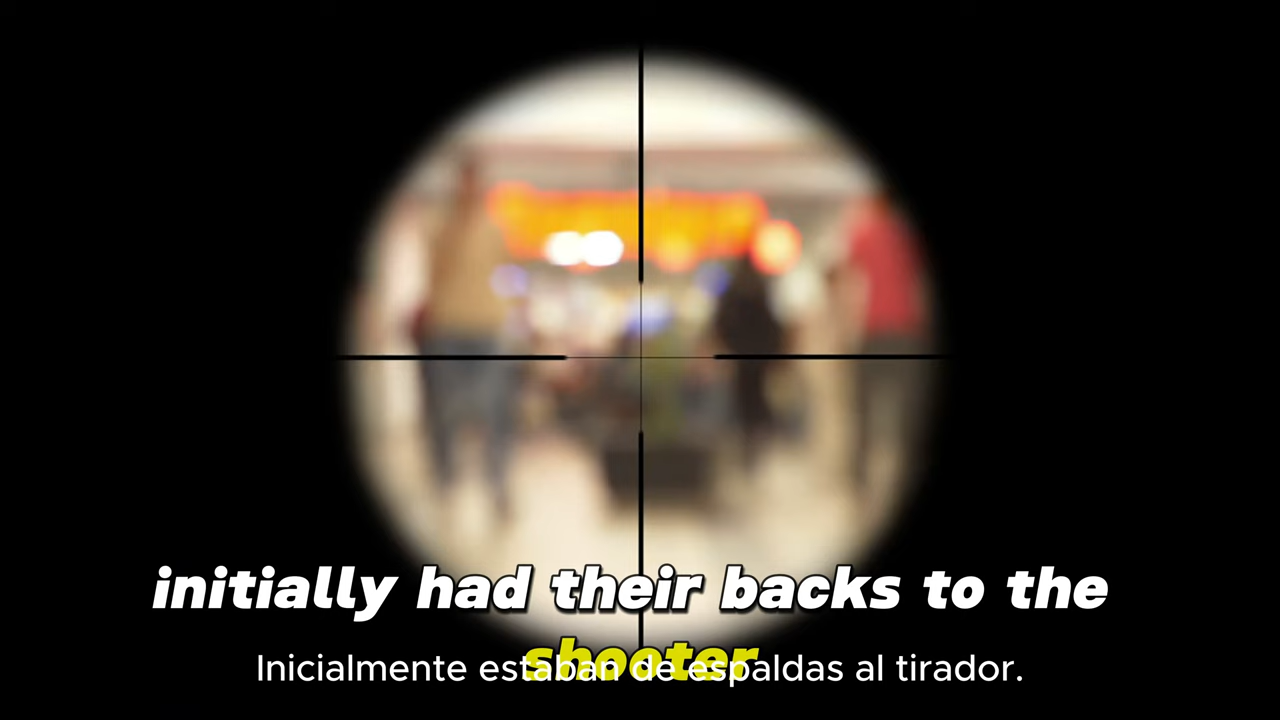 initially had their backs to the
shooter
Inicialmente estaban de espaldas al tirador.